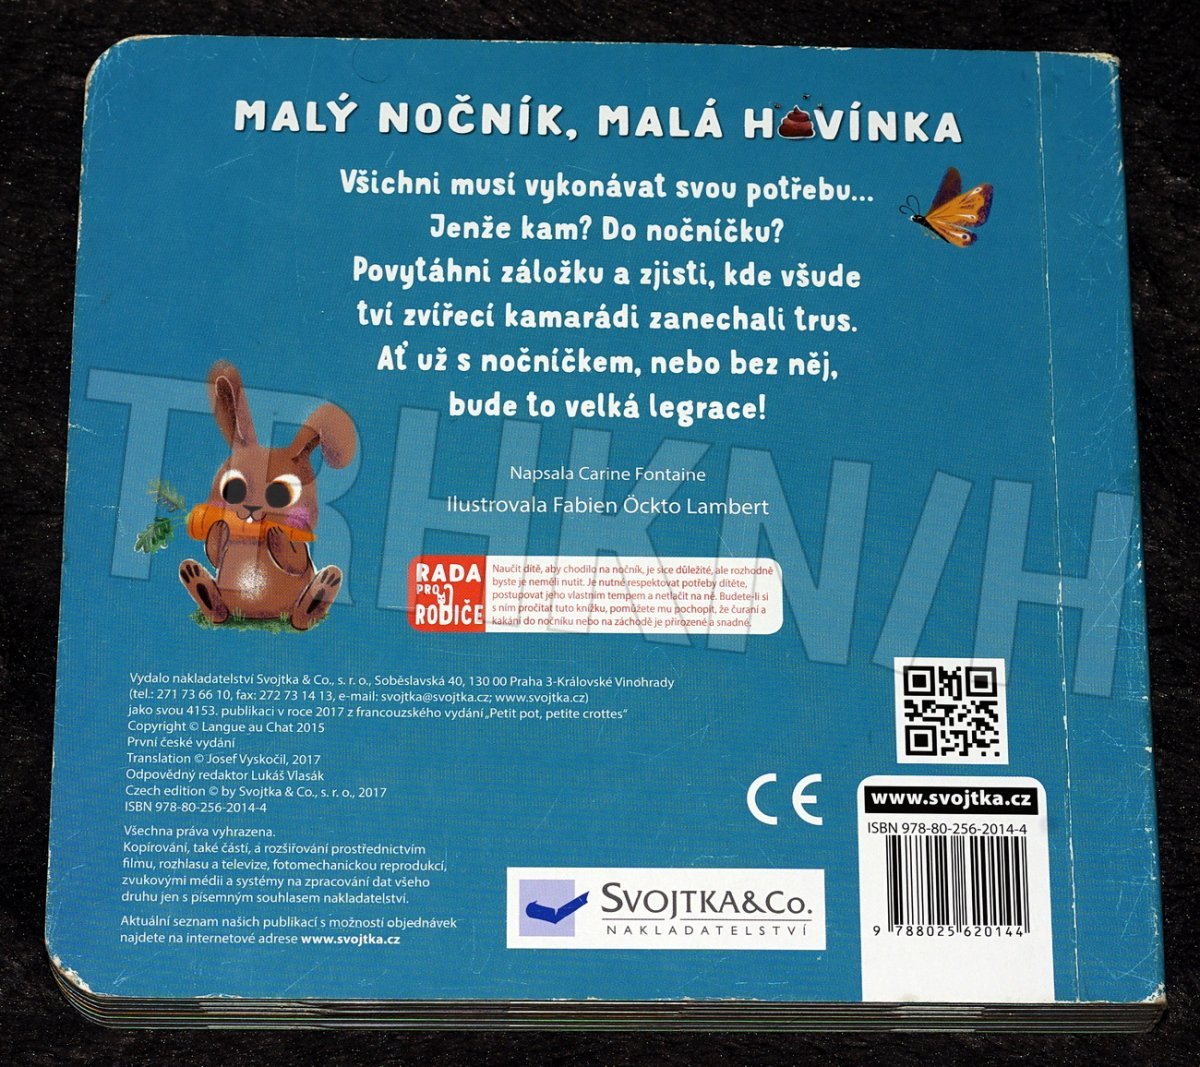 MALÝ NOČNÍK, MALÁ HOVÍNKA
Všichni musí vykonávat svou potřebu...
Jenže kam? Do nočníčku?
Povytáhni záložku a zjisti, kde všude
tví zvířecí kamarádi zanechali trus.
Ať už s nočníčkem, nebo bez něj,
bude to velká legrace!
Napsala Carine Fontaine
Ilustrovala Fabien Öckto Lambert
RADA
PRO
RODIČE
Naučit dítě, aby chodilo na nočník, je sice důležité, ale rozhodně
byste je neměli nutit. Je nutné respektovat potřeby dítěte,
postupovat jeho vlastním tempem a netlačit na ně. Budete-li si
s ním pročítat tuto knížku, pomůžete mu pochopit, že čuraní a
kakání do nočníku nebo na záchodě je přirozené a snadné.
TRHKN/H
Vydalo nakladatelství Svojtka & Co., s. r. o., Soběslavská 40, 130 00 Praha 3-Královské Vinohrady
(tel.: 271 73 66 10, fax: 272 73 14 13, e-mail: svojtka@svojtka.cz; www.svojtka.cz)
jako svou 4153. publikaci v roce 2017 z francouzského vydání „Petit pot, petite crottes“
Copyright © Langue au Chat 2015
První české vydání
Translation © Josef Vyskočil, 2017
Odpovědný redaktor Lukáš Vlasák
Czech edition © by Svojtka & Co., s. r. o., 2017
ISBN 978-80-256-2014-4
Všechna práva vyhrazena.
Kopírování, také částí, a rozšiřování prostřednictvím
filmu, rozhlasu a televize, fotomechanickou reprodukcí,
zvukovými médii a systémy na zpracování dat všeho
druhu jen s písemným souhlasem nakladatelství.
Aktuální seznam našich publikací s možností objednávek
najdete na internetové adrese www.svojtka.cz
CE
SVOJTKA&CO.
NAKLADATELSTVÍ
www.svojtka.cz
ISBN 978-80-256-2014-4
9 788025 620144